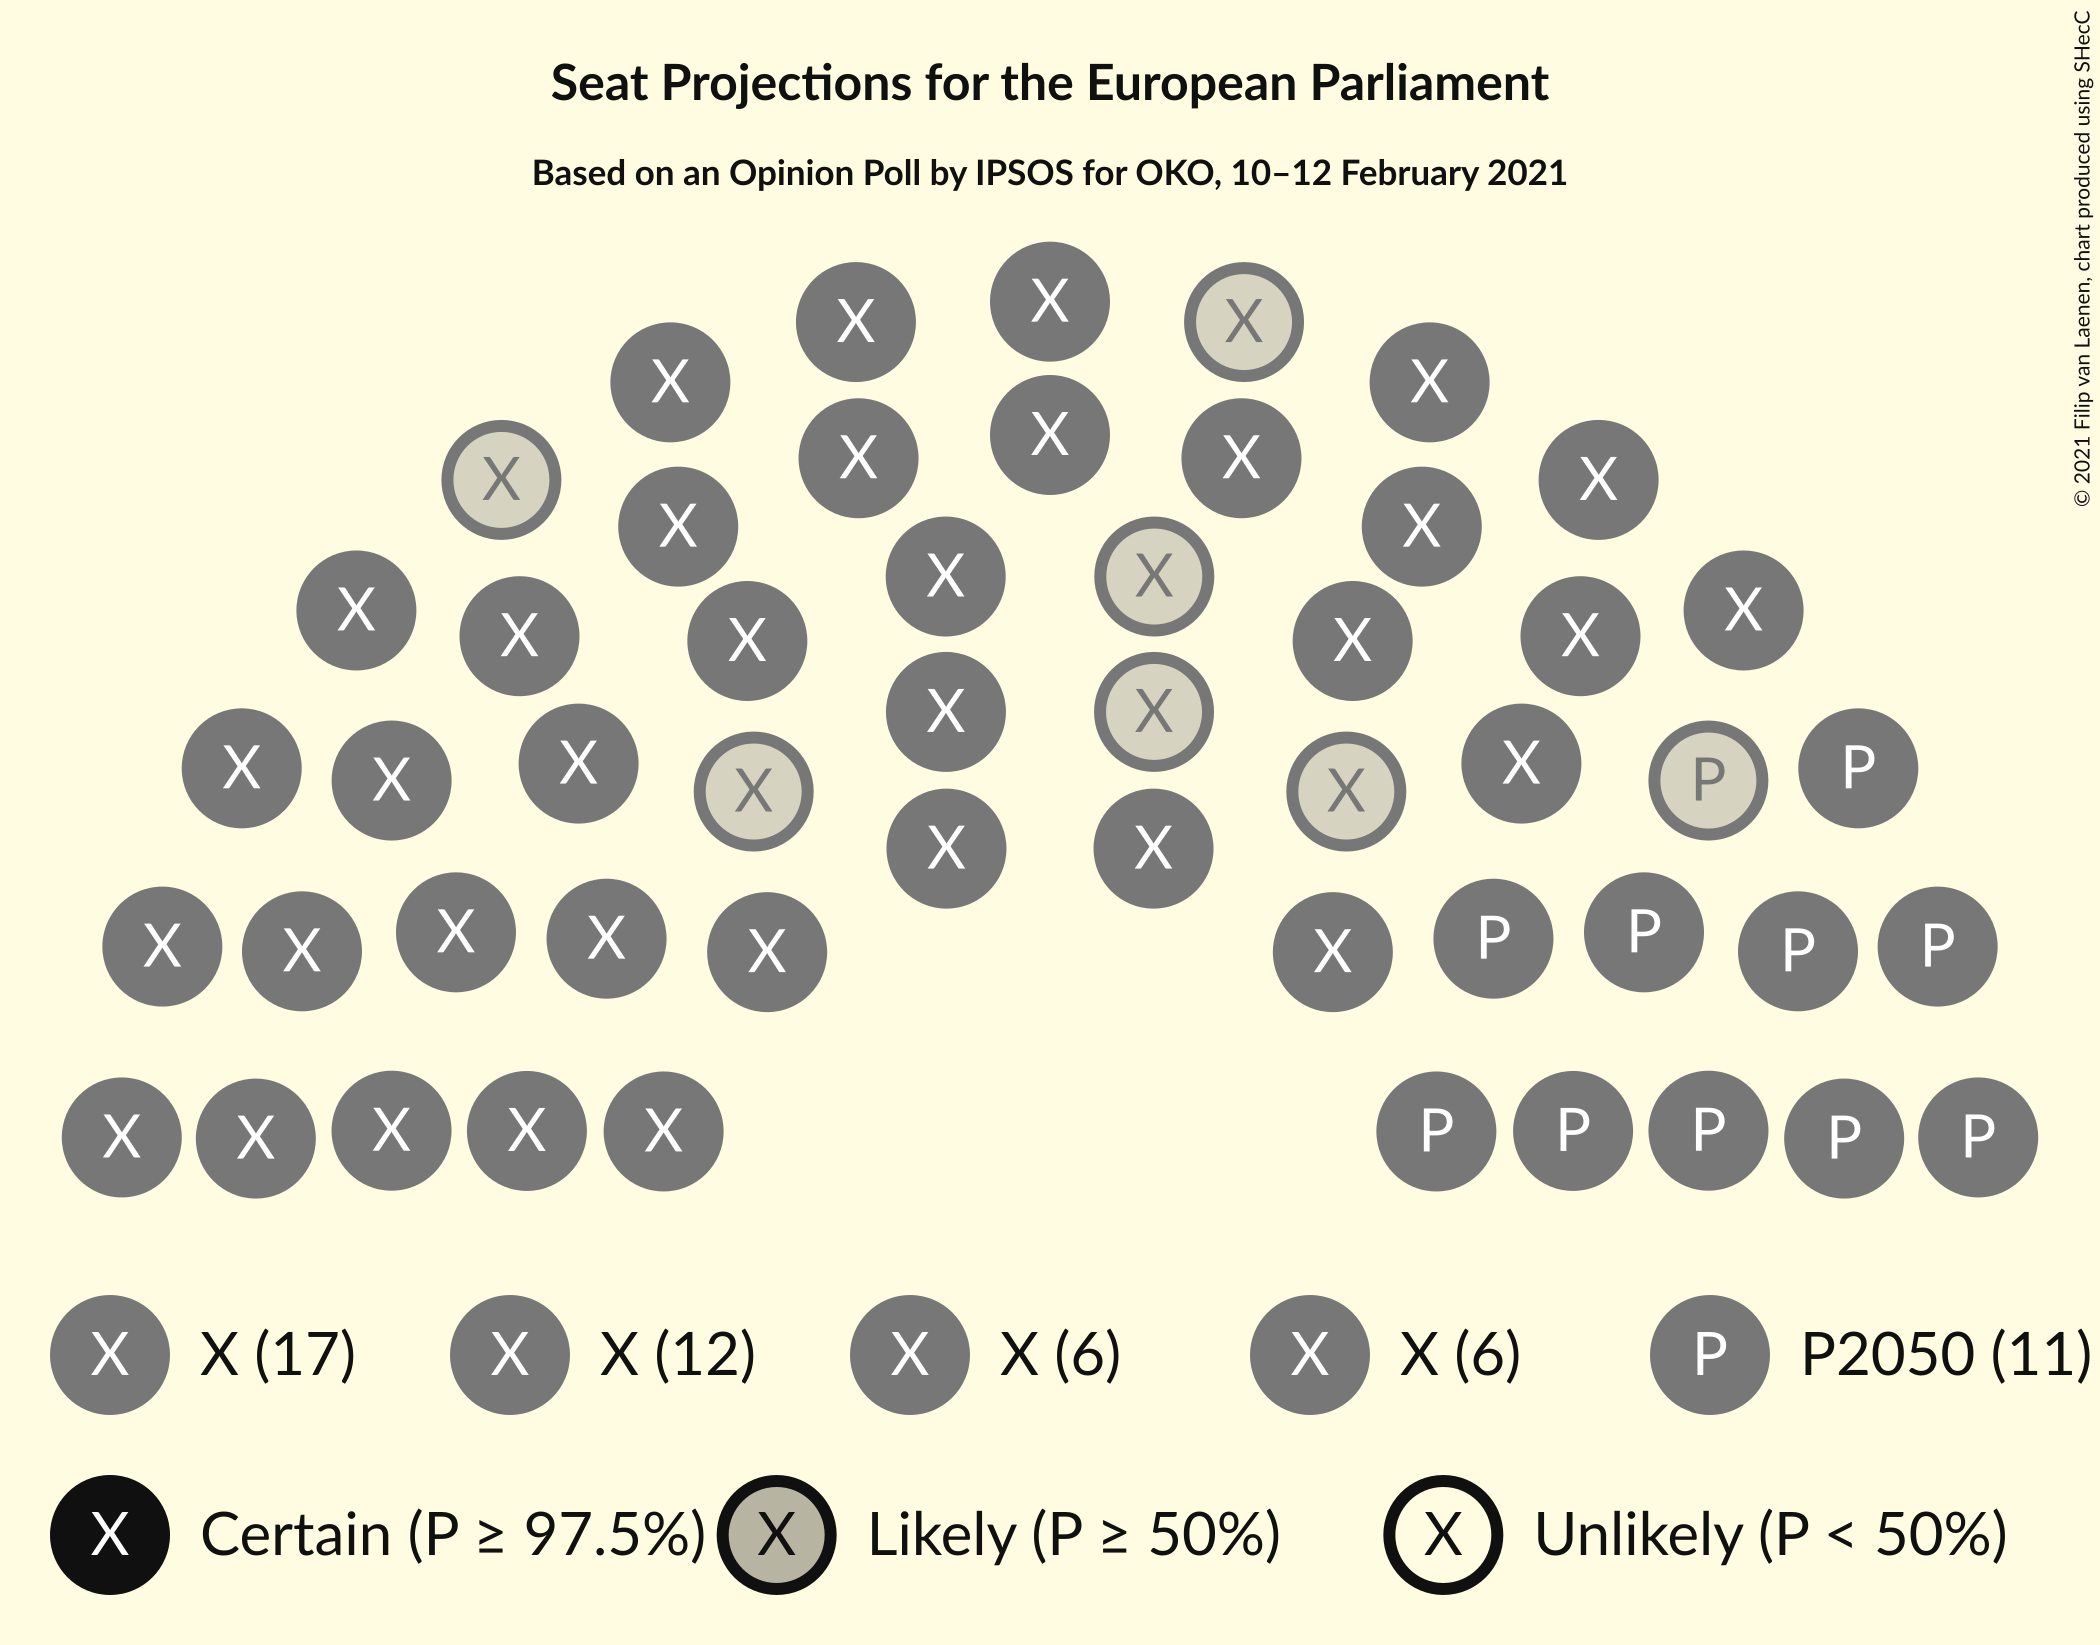 Seat Projections for the European Parliament
Based on an Opinion Poll by IPSOS for OKO, 10–12 February 2021
© 2021 Filip van Laenen, chart produced using SHecC
X X X
X X
X X X
X X X
X X X X
X X
X X X X
X X X X
X X X X P P
X X
X X X X X X P P P P
X X X X X P P P P P
X X (17) X X (12) X X (6) X X (6) P P2050 (11)
X Certain (P ≥ 97.5%) X Likely (P ≥ 50%) X Unlikely (P < 50%)